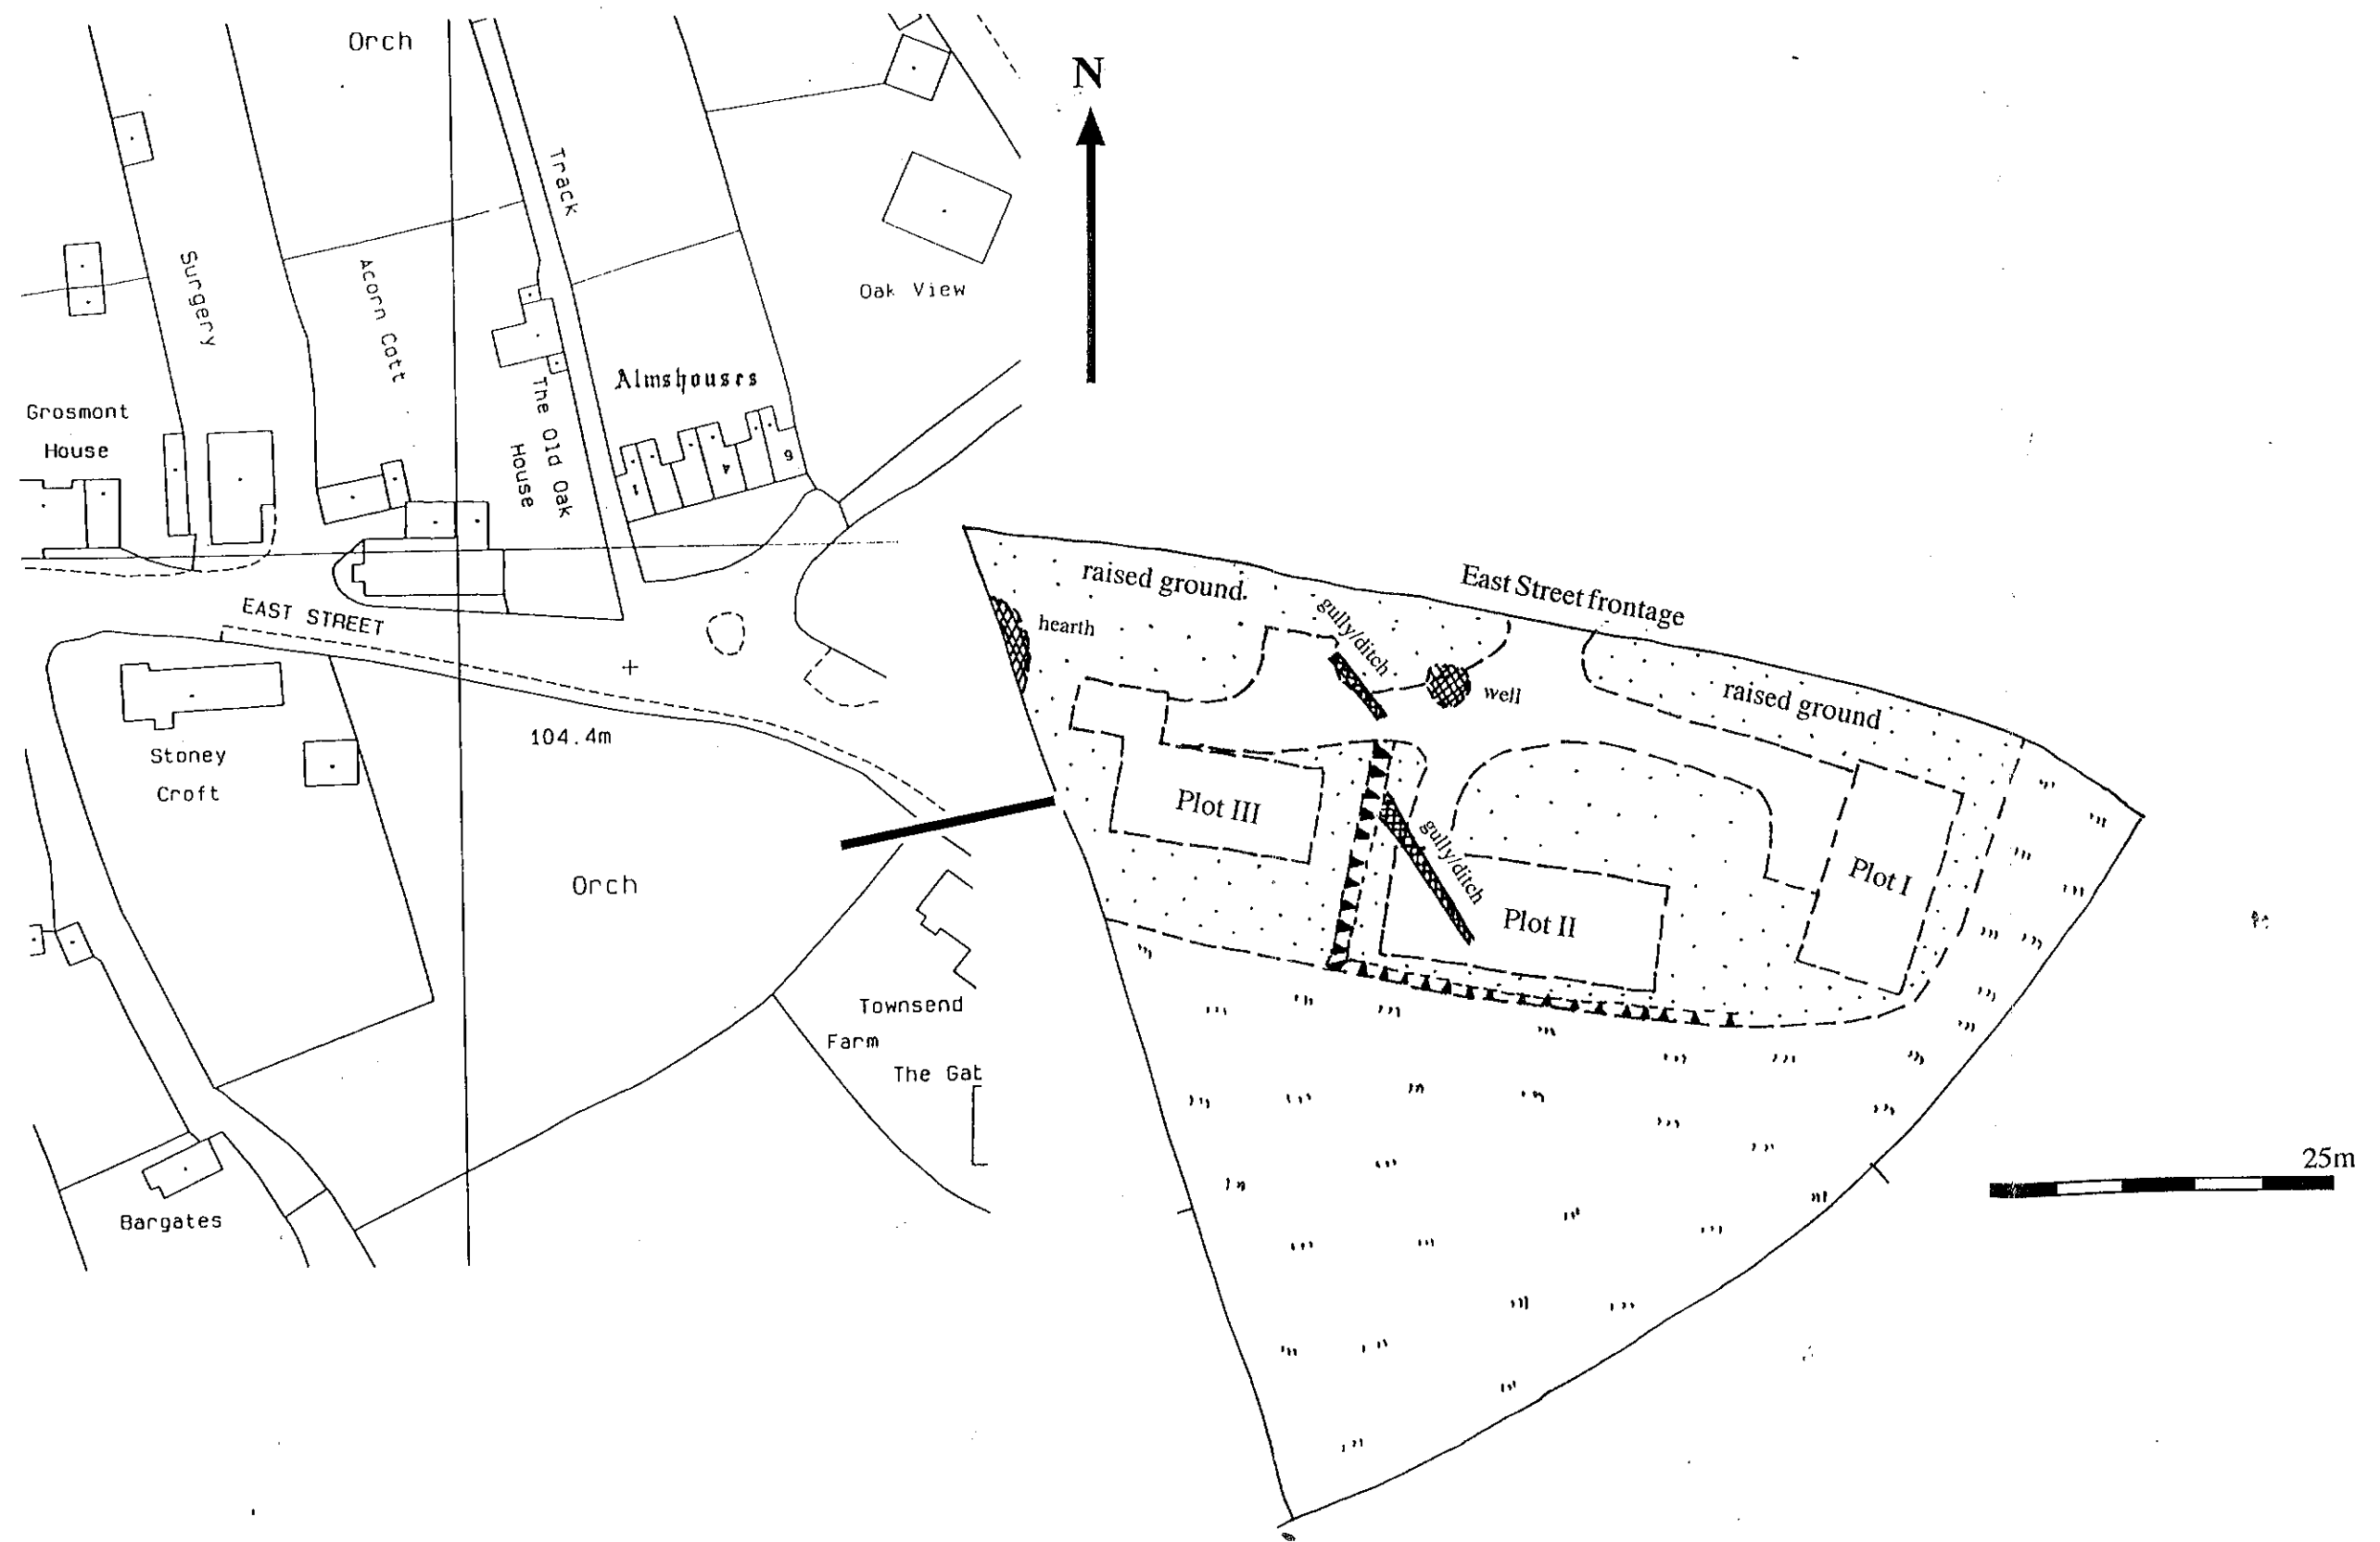 Orch
N
Track
Surgery
Acorn Cott
Oak View
Almshouses
Grosmont
House
The Old Oak
House
1
4
6
EAST STREET
Stoney
Croft
104.4m
Orch
Townsend
Farm
The Gat
Bargates
raised ground
East Street frontage
gully/ditch
hearth
well
raised ground
Plot III
gully/ditch
Plot II
Plot I
25m